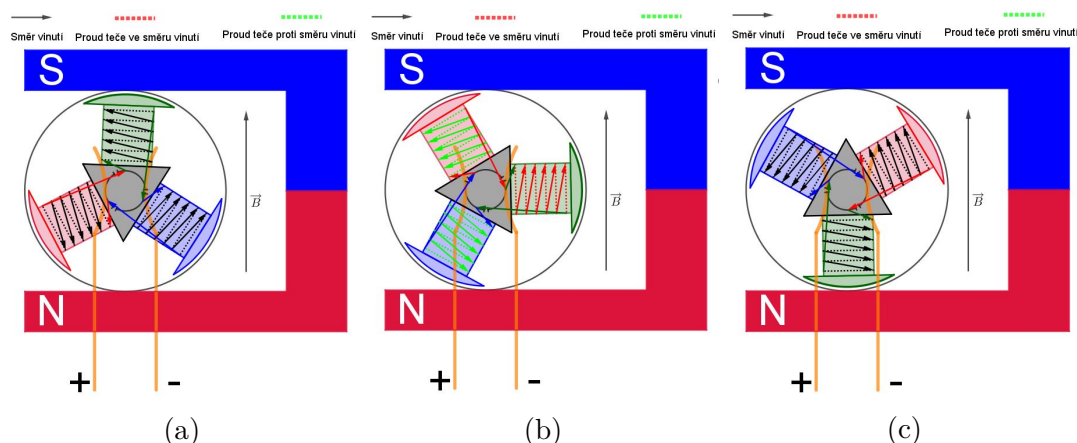 Směr vinutí Proud teče ve směru vinutí Proud teče proti směru vinutí
S
B
N
+ -
(a)
Směr vinutí Proud teče ve směru vinutí Proud teče proti směru vinutí
S
B
N
+ -
(b)
Směr vinutí Proud teče ve směru vinutí Proud teče proti směru vinutí
S
B
N
+ -
(c)